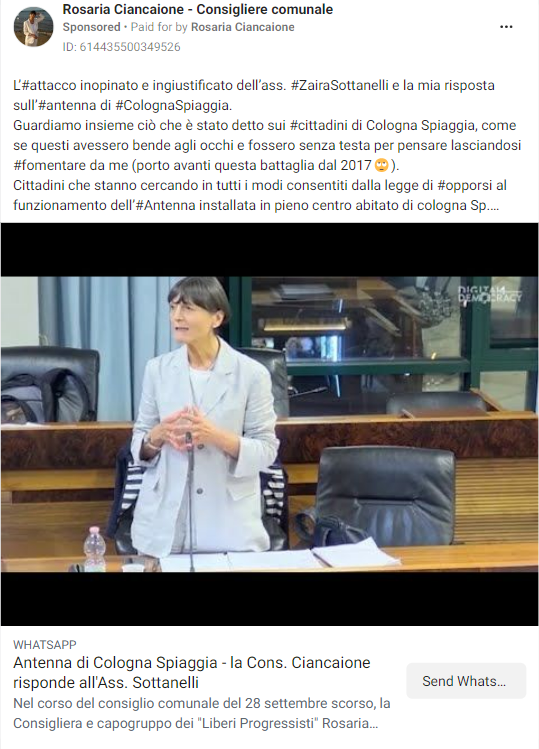 Rosaria Ciancaione - Consigliere comunale
Sponsored • Paid for by Rosaria Ciancaione
ID: 614435500349526
L'#attacco inopinato e ingiustificato dell'ass. #ZairaSottanelli e la mia risposta
sull'#antenna di #ColognaSpiaggia.
Guardiamo insieme ciò che è stato detto sui #cittadini di Cologna Spiaggia, come
se questi avessero bende agli occhi e fossero senza testa per pensare lasciandosi
#fomentare da me (porto avanti questa battaglia dal 2017🙄).
Cittadini che stanno cercando in tutti i modi consentiti dalla legge di #opporsi al
funzionamento dell'#Antenna installata in pieno centro abitato di cologna Sp....
DIGITAL
DEMOCRACY
WHATSAPP
Antenna di Cologna Spiaggia - la Cons. Ciancaione
risponde all'Ass. Sottanelli
Send Whats...
Nel corso del consiglio comunale del 28 settembre scorso, la
Consigliera e capogruppo dei "Liberi Progressisti" Rosaria...